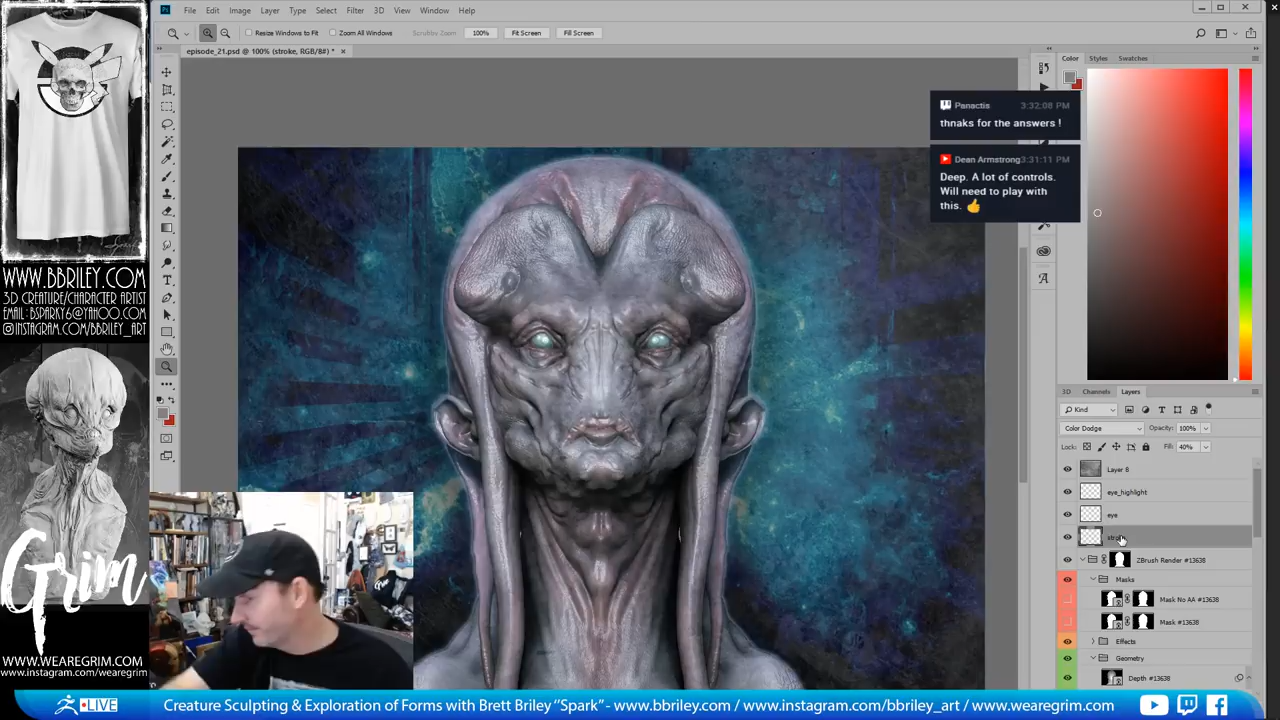 WWW.BBRILEY.COM
3D CREATURE/CHARACTER ARTIST
EMAIL: BSPARKY6@YAHOO.COM
INSTAGRAM.COM/BBRILEY_ART
Grim
WWW.WEAREGRIM.COM
www.instagram.com/wearegrim
Ps File Edit Image Layer Type Select Filter 3D View Window Help
Resize Windows to Fit Zoom All Windows Scrubby Zoom 100% Fit Screen Fill Screen
episode_21.psd @ 100% (stroke, RGB/8#) *
Panactis 3:32:08 PM
thnaks for the answers !
Dean Armstrong 3:31:11 PM
Deep. A lot of controls.
Will need to play with
this. 👍
Color Styles Swatches
3D Channels Layers
Kind
Color Dodge Opacity: 100%
Lock: Fill: 40%
Layer 8
eye_highlight
eye
ZBrush Render #13638
Masks
Mask No AA #13638
Mask #13638
Effects
Geometry
Depth #13638
LIVE Creature Sculpting & Exploration of Forms with Brett Briley "Spark" - www.bbriley.com / www.instagram.com/bbriley_art / www.wearegrim.com